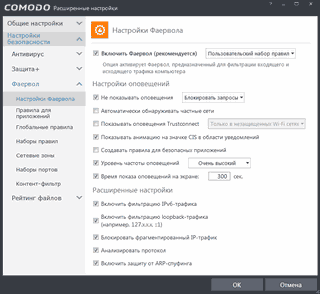 COMODO Расширенные настройки
Общие настройки
Настройки безопасности
Антивирус
Защита+
Фаервол
Настройки Фаервола
Правила для приложений
Глобальные правила
Наборы правил
Сетевые зоны
Наборы портов
Контент-фильтр
Рейтинг файлов
Настройки Фаервола
Включить Фаервол (рекомендуется) Пользовательский набор правил
Опция активирует Фаервол, предназначенный для фильтрации входящего и
исходящего трафика компьютера
Настройки оповещений
Не показывать оповещения Блокировать запросы
Автоматически обнаруживать частные сети
Показывать оповещения Trustconnect Только в незащищенных Wi-Fi сетях
Показывать анимацию на значке CIS в области уведомлений
Создавать правила для безопасных приложений
Уровень частоты оповещений Очень высокий
Время показа оповещений на экране: 300 сек.
Расширенные настройки
Включить фильтрацию IPv6-трафика
Включить фильтрацию loopback-трафика
(например, 127.x.x.x, ::1)
Блокировать фрагментированный IP-трафик
Анализировать протокол
Включить защиту от ARP-спуфинга
OK Отмена